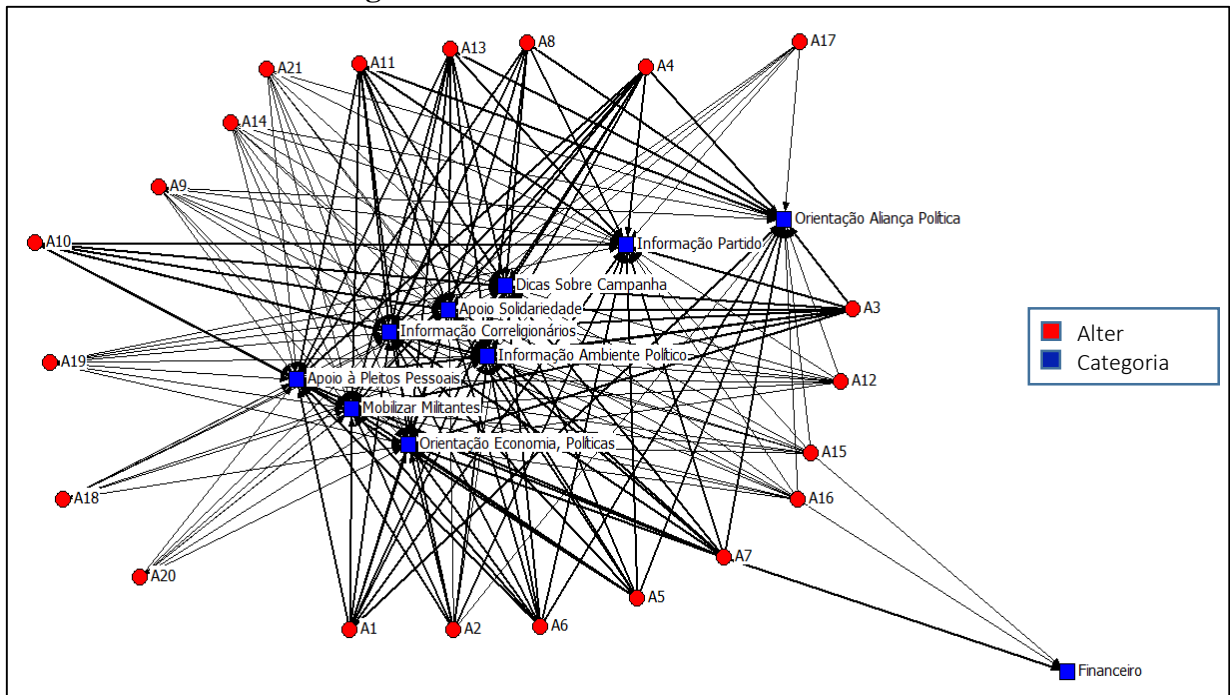 A17
A8
A13
A11
A4
A21
A14
A9
Orientação Aliança Política
A10
Informação Partido
Dicas Sobre Campanha
Apoio Solidariedade
A3
Informação Correligionários
Alter
Informação Ambiente Político
A19
Categoria
Apoio à Pleitos Pessoais
A12
Mobilizar Militantes
Orientação Economia, Políticas
A15
A18
A16
A7
A20
A5
A1
A2
A6
Financeiro